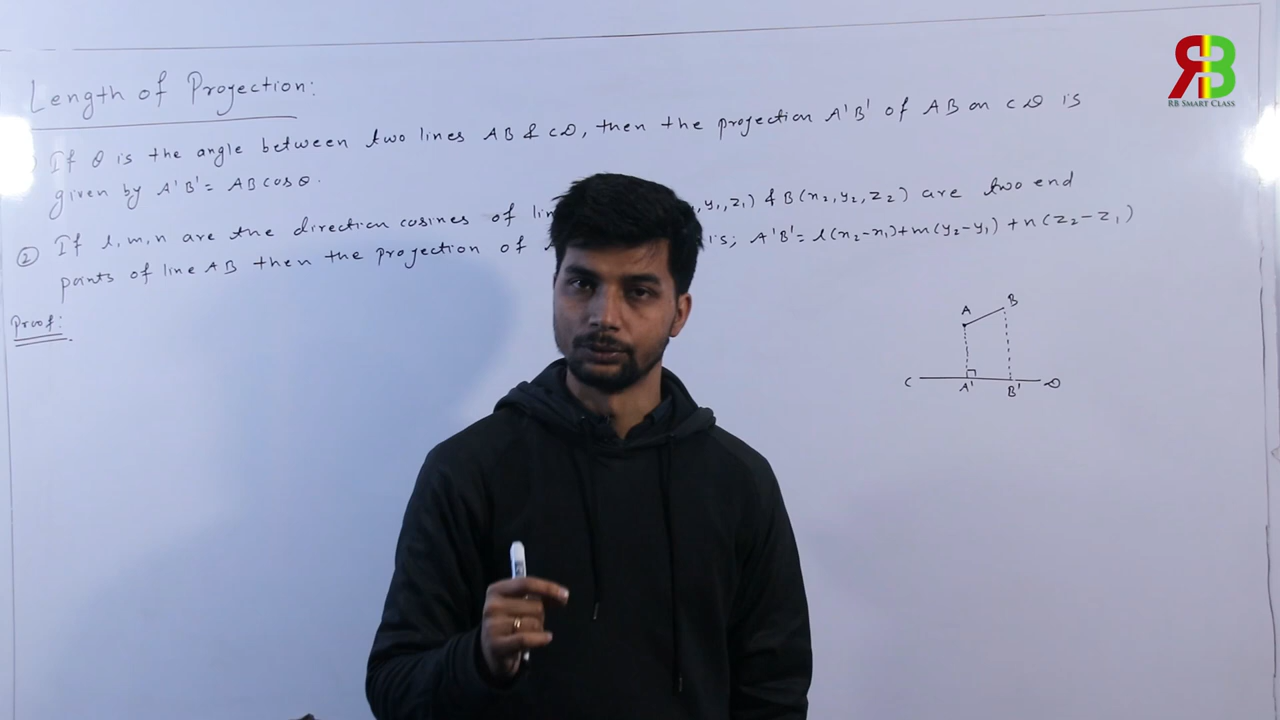 Length of Projection:
If θ is the angle between two lines AB & CD, then the projection A'B' of AB on CD is
given by A'B' = ABcosθ.
② If l,m,n are the direction cosines of ,y₁,z₁) & B(x₂,y₂,z₂) are two end
points of line AB then the projection of is; A'B' = l(x₂-x₁)+m(y₂-y₁)+n(z₂-z₁)
Proof:
A
B
C
A'
B'
D
RB
RB SMART CLASS